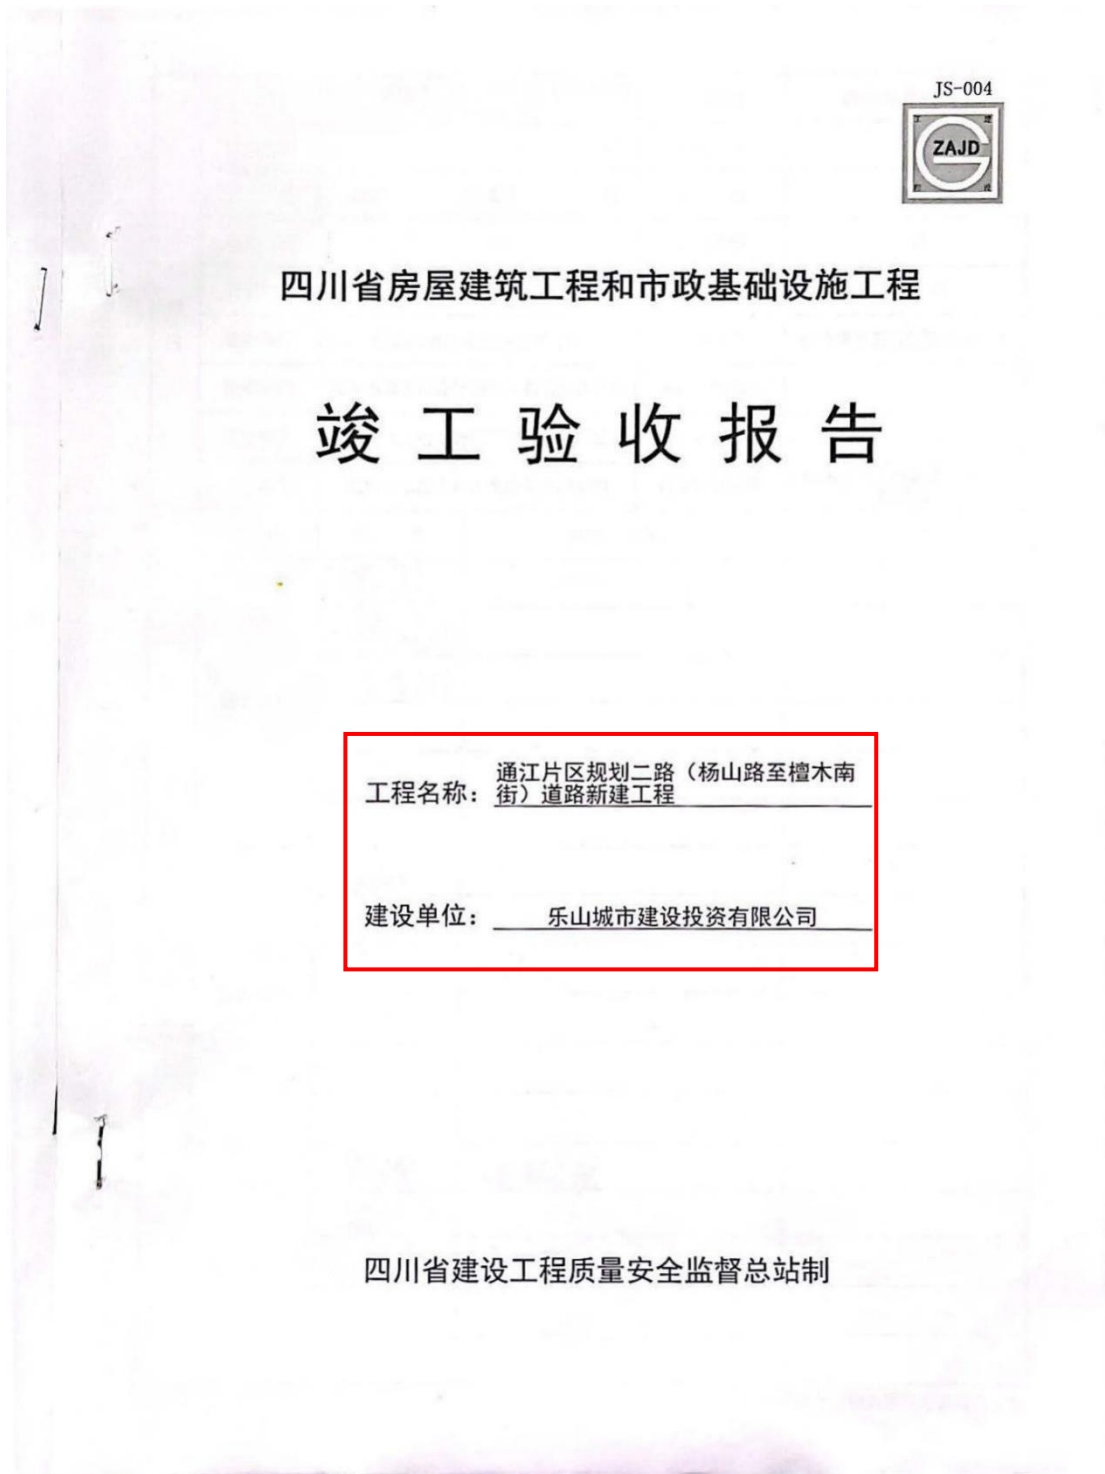 JS-004
工 建
ZAJD
程 设
四川省房屋建筑工程和市政基础设施工程
竣工验收报告
工程名称：通江片区规划二路（杨山路至檀木南
街）道路新建工程
建设单位：乐山城市建设投资有限公司
四川省建设工程质量安全监督总站制